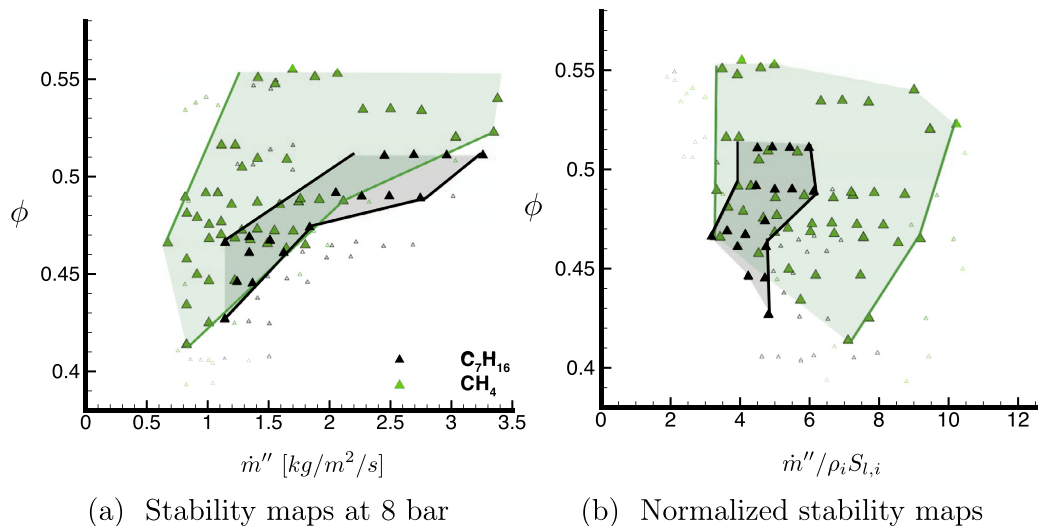 0.55
0.5
0.45
0.4
ϕ
0 0.5 1 1.5 2 2.5 3 3.5
ṁ″ [kg/m²/s]
C₇H₁₆
CH₄
(a) Stability maps at 8 bar
0.55
0.5
0.45
0.4
ϕ
0 2 4 6 8 10 12
ṁ″/ρᵢSₗ,ᵢ
(b) Normalized stability maps